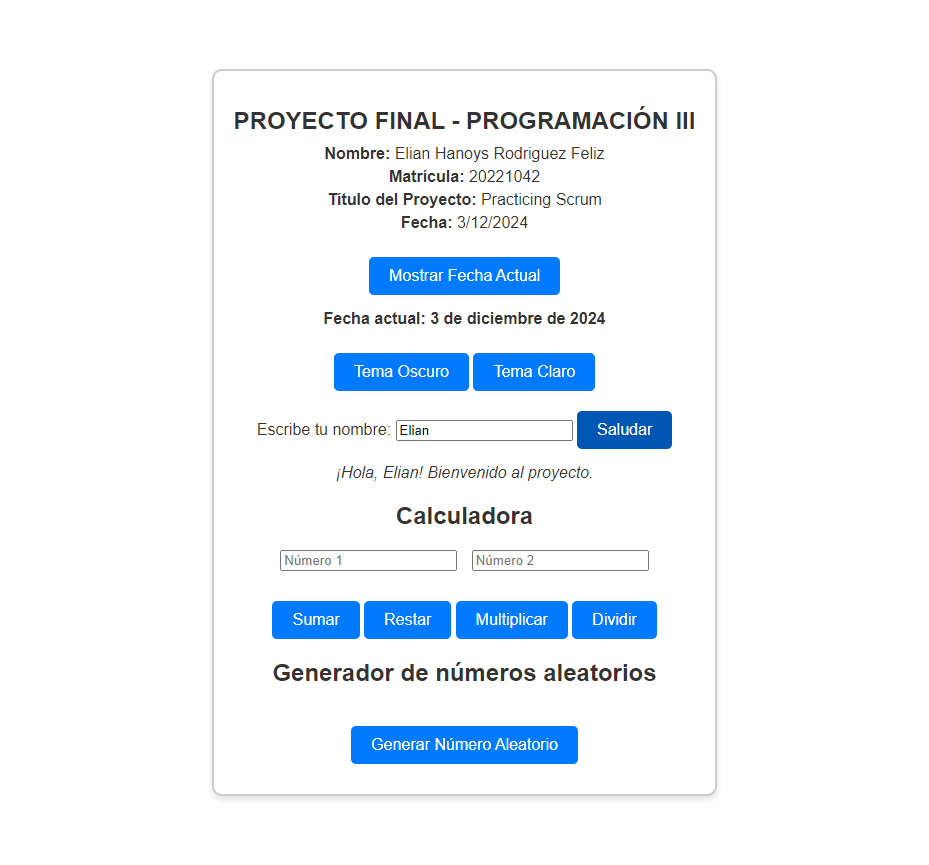 PROYECTO FINAL - PROGRAMACIÓN III
Nombre: Elian Hanoys Rodriguez Feliz
Matrícula: 20221042
Título del Proyecto: Practicing Scrum
Fecha: 3/12/2024
Mostrar Fecha Actual
Fecha actual: 3 de diciembre de 2024
Tema Oscuro Tema Claro
Escribe tu nombre: Elian Saludar
¡Hola, Elian! Bienvenido al proyecto.
Calculadora
Número 1 Número 2
Sumar Restar Multiplicar Dividir
Generador de números aleatorios
Generar Número Aleatorio